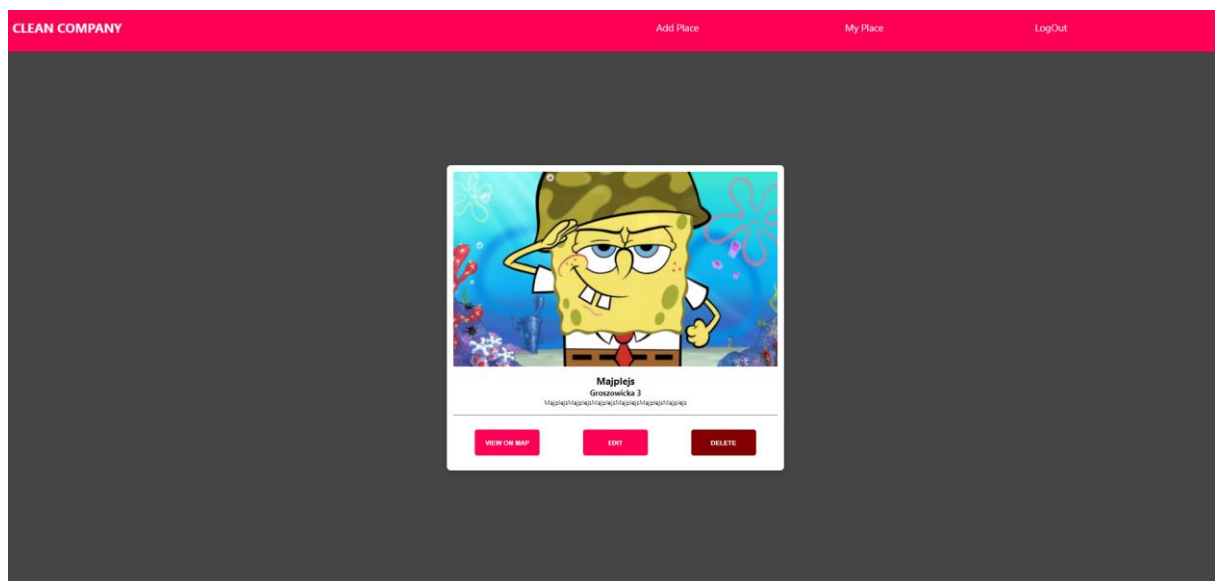 CLEAN COMPANY
Add Place
My Place
LogOut
Majplejs
Groszowicka 3
MajplejsMajplejsMajplejsMajplejsMajplejsMajplejs
VIEW ON MAP
EDIT
DELETE